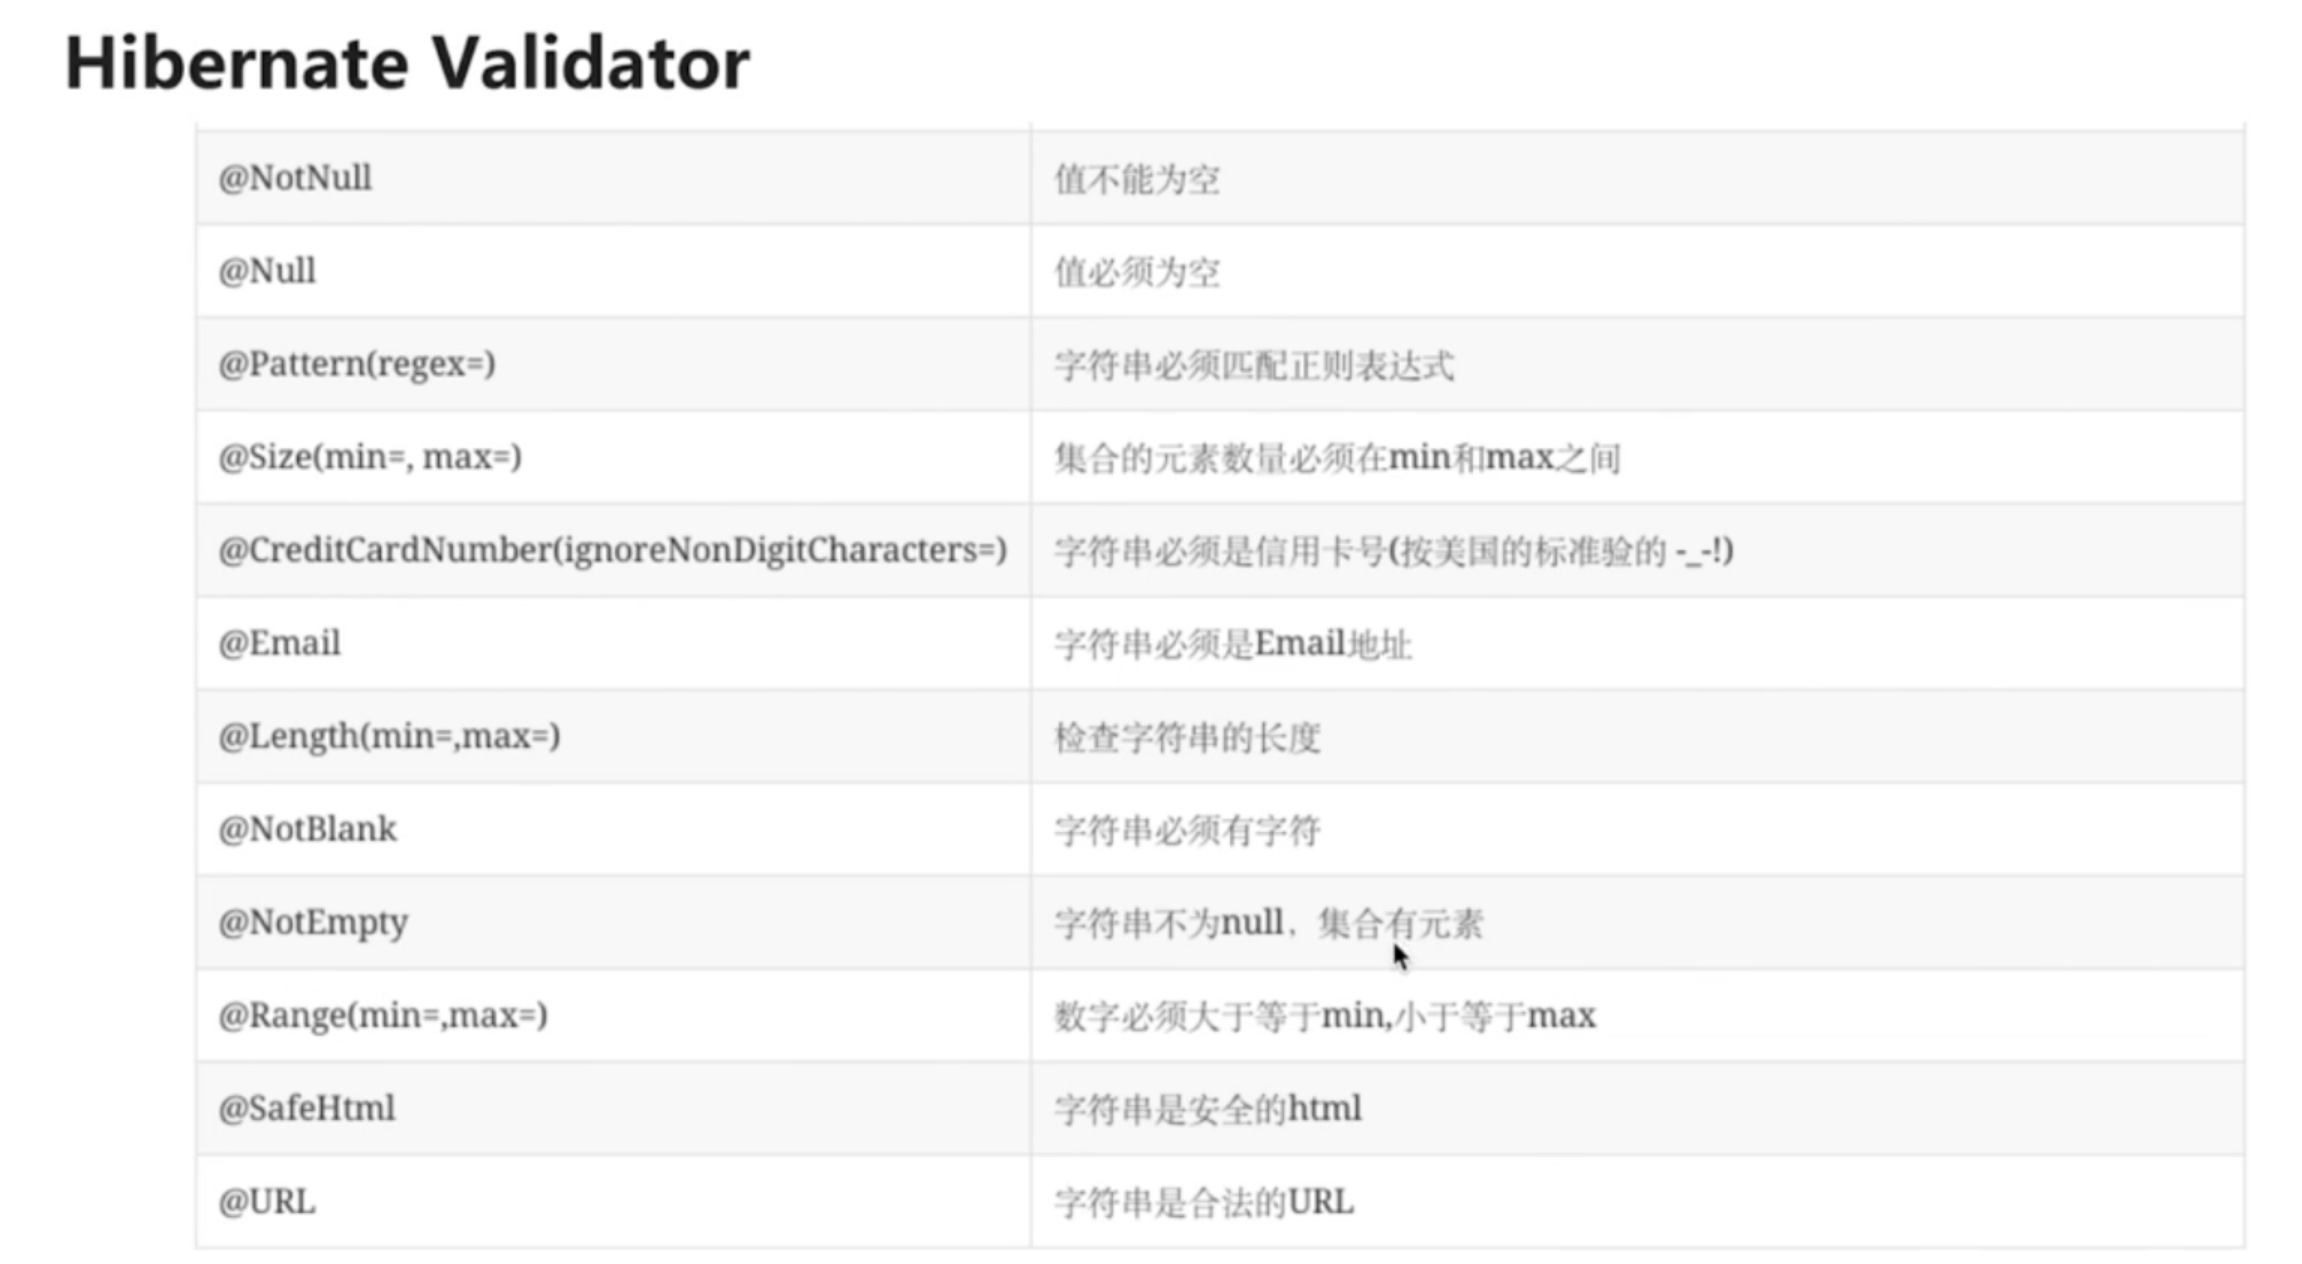 Hibernate Validator
@NotNull 值不能为空
@Null 值必须为空
@Pattern(regex=) 字符串必须匹配正则表达式
@Size(min=, max=) 集合的元素数量必须在min和max之间
@CreditCardNumber(ignoreNonDigitCharacters=) 字符串必须是信用卡号(按美国的标准验的 -_-!)
@Email 字符串必须是Email地址
@Length(min=,max=) 检查字符串的长度
@NotBlank 字符串必须有字符
@NotEmpty 字符串不为null，集合有元素
@Range(min=,max=) 数字必须大于等于min,小于等于max
@SafeHtml 字符串是安全的html
@URL 字符串是合法的URL